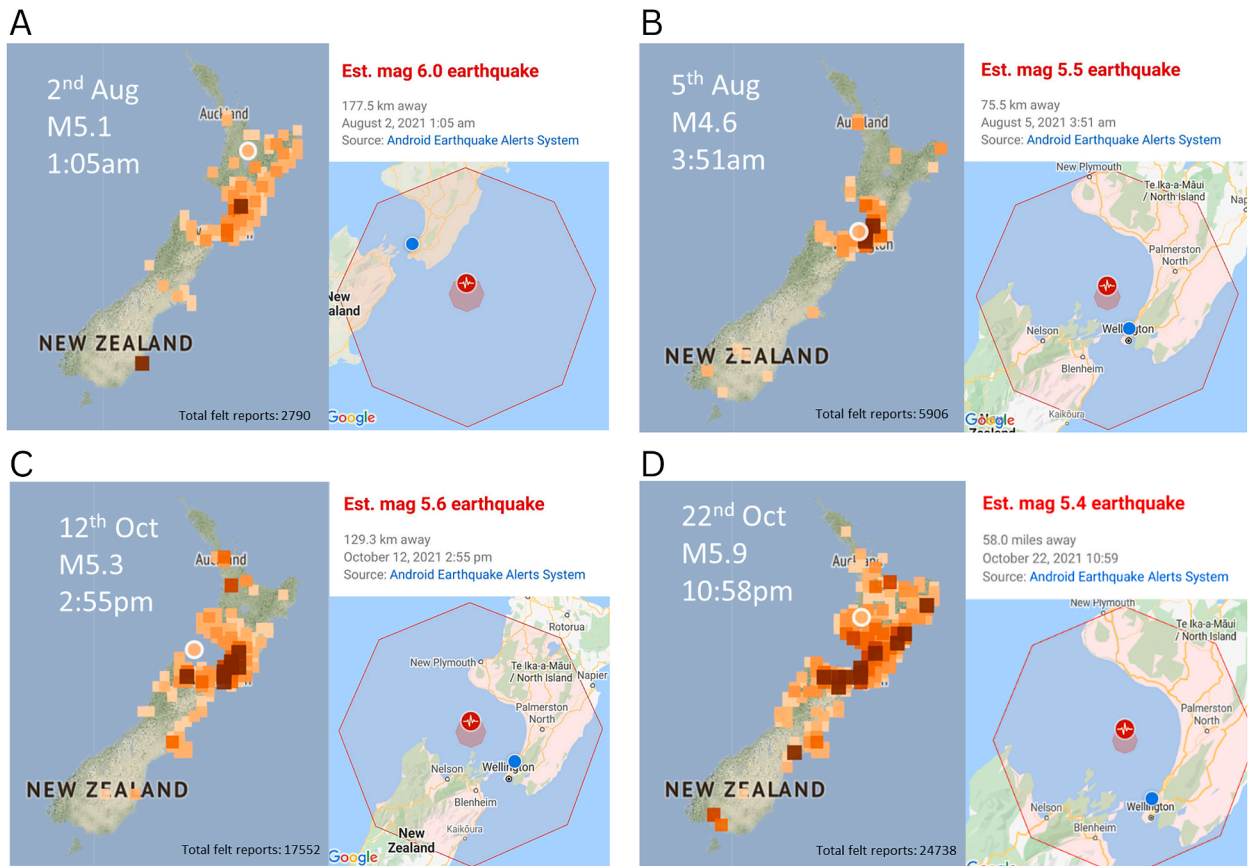 A
2nd Aug
M5.1
1:05am
Auckland
NEW ZEALAND
Total felt reports: 2790
Est. mag 6.0 earthquake
177.5 km away
August 2, 2021 1:05 am
Source: Android Earthquake Alerts System
New
aland
Google
B
5th Aug
M4.6
3:51am
Auckland
NEW ZEALAND
Total felt reports: 5906
Est. mag 5.5 earthquake
75.5 km away
August 5, 2021 3:51 am
Source: Android Earthquake Alerts System
New Plymouth
Te Ika-a-Māui
/ North Island
Nap
Palmerston
North
Nelson
Wellington
Blenheim
Kaikōura
Google
Zealand
C
12th Oct
M5.3
2:55pm
Auckland
NEW ZEALAND
Total felt reports: 17552
Est. mag 5.6 earthquake
129.3 km away
October 12, 2021 2:55 pm
Source: Android Earthquake Alerts System
Rotorua
New Plymouth
Te Ika-a-Māui
/ North Island
Napier
Palmerston
North
Nelson
Wellington
Blenheim
Kaikōura
New
Zealand
Google
D
22nd Oct
M5.9
10:58pm
Auckland
NEW ZEALAND
Total felt reports: 24738
Est. mag 5.4 earthquake
58.0 miles away
October 22, 2021 10:59
Source: Android Earthquake Alerts System
New Plymouth
Te Ika-a-Māui
/ North Island
Palmerston
North
Nelson
Wellington
Blenheim
Google